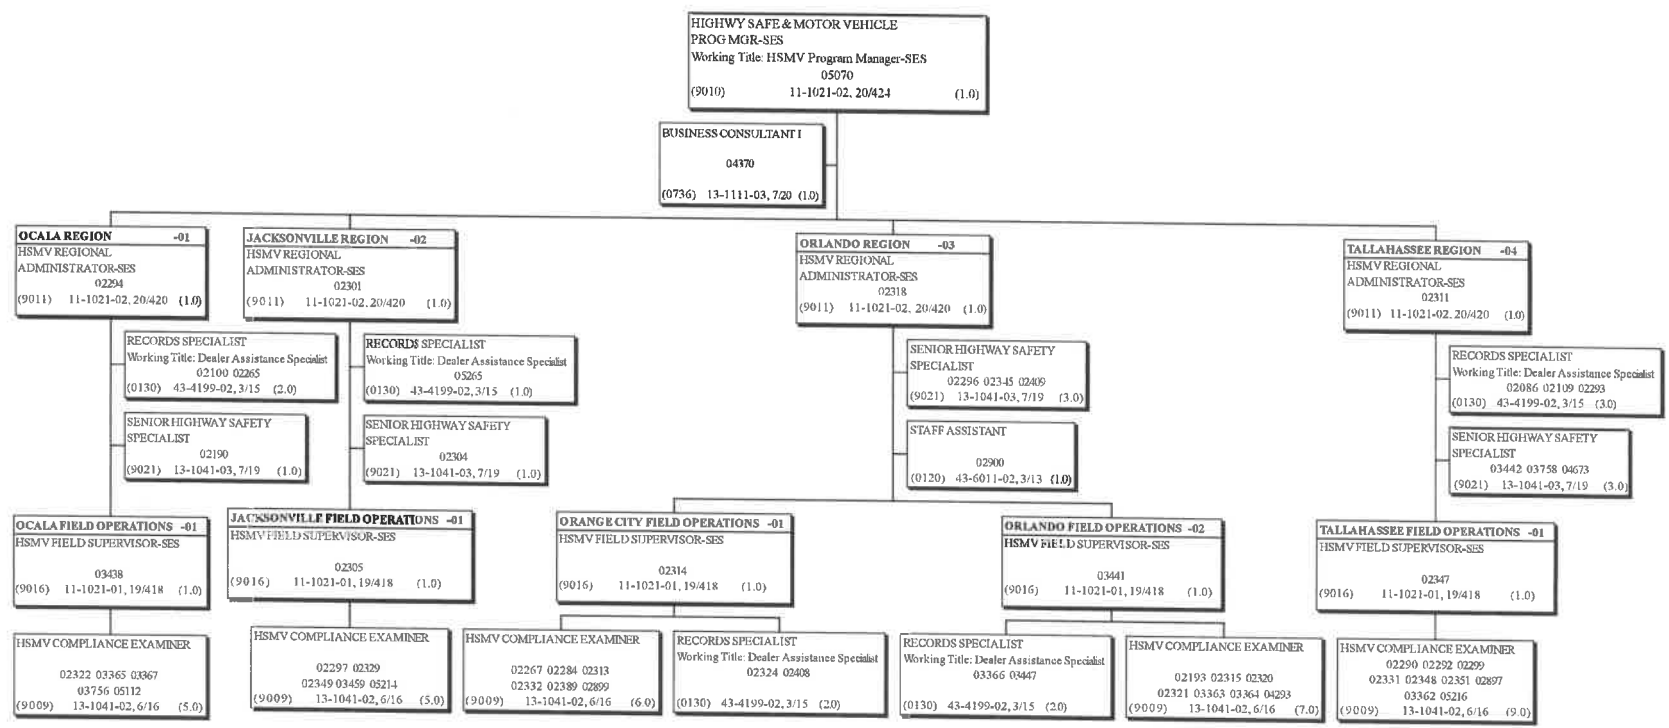 HIGHWY SAFE & MOTOR VEHICLE
PROG MGR-SES
Working Title: HSMV Program Manager-SES
05070
(9010) 11-1021-02, 20/424 (1.0)
BUSINESS CONSULTANT I
04370
(0736) 13-1111-03, 7/20 (1.0)
OCALA REGION -01
HSMV REGIONAL
ADMINISTRATOR-SES
02294
(9011) 11-1021-02, 20/420 (1.0)
JACKSONVILLE REGION -02
HSMV REGIONAL
ADMINISTRATOR-SES
02301
(9011) 11-1021-02, 20/420 (1.0)
ORLANDO REGION -03
HSMV REGIONAL
ADMINISTRATOR-SES
02318
(9011) 11-1021-02, 20/420 (1.0)
TALLAHASSEE REGION -04
HSMV REGIONAL
ADMINISTRATOR-SES
02311
(9011) 11-1021-02, 20/420 (1.0)
RECORDS SPECIALIST
Working Title: Dealer Assistance Specialist
02100 02265
(0130) 43-4199-02, 3/15 (2.0)
RECORDS SPECIALIST
Working Title: Dealer Assistance Specialist
05265
(0130) 43-4199-02, 3/15 (1.0)
SENIOR HIGHWAY SAFETY
SPECIALIST
02296 02345 02409
(9021) 13-1041-03, 7/19 (3.0)
RECORDS SPECIALIST
Working Title: Dealer Assistance Specialist
02086 02109 02293
(0130) 43-4199-02, 3/15 (3.0)
SENIOR HIGHWAY SAFETY
SPECIALIST
02190
(9021) 13-1041-03, 7/19 (1.0)
SENIOR HIGHWAY SAFETY
SPECIALIST
02304
(9021) 13-1041-03, 7/19 (1.0)
STAFF ASSISTANT
02900
(0120) 43-6011-02, 3/13 (1.0)
SENIOR HIGHWAY SAFETY
SPECIALIST
03442 03758 04673
(9021) 13-1041-03, 7/19 (3.0)
OCALA FIELD OPERATIONS -01
HSMV FIELD SUPERVISOR-SES
03438
(9016) 11-1021-01, 19/418 (1.0)
JACKSONVILLE FIELD OPERATIONS -01
HSMV FIELD SUPERVISOR-SES
02305
(9016) 11-1021-01, 19/418 (1.0)
ORANGE CITY FIELD OPERATIONS -01
HSMV FIELD SUPERVISOR-SES
02314
(9016) 11-1021-01, 19/418 (1.0)
ORLANDO FIELD OPERATIONS -02
HSMV FIELD SUPERVISOR-SES
03441
(9016) 11-1021-01, 19/418 (1.0)
TALLAHASSEE FIELD OPERATIONS -01
HSMV FIELD SUPERVISOR-SES
02347
(9016) 11-1021-01, 19/418 (1.0)
HSMV COMPLIANCE EXAMINER
02322 03365 03367
03756 05112
(9009) 13-1041-02, 6/16 (5.0)
HSMV COMPLIANCE EXAMINER
02297 02329
02349 03459 05214
(9009) 13-1041-02, 6/16 (5.0)
HSMV COMPLIANCE EXAMINER
02267 02284 02313
02332 02389 02899
(9009) 13-1041-02, 6/16 (6.0)
RECORDS SPECIALIST
Working Title: Dealer Assistance Specialist
02324 02408
(0130) 43-4199-02, 3/15 (2.0)
RECORDS SPECIALIST
Working Title: Dealer Assistance Specialist
03366 03447
(0130) 43-4199-02, 3/15 (2.0)
HSMV COMPLIANCE EXAMINER
02193 02315 02320
02321 03363 03364 04293
(9009) 13-1041-02, 6/16 (7.0)
HSMV COMPLIANCE EXAMINER
02290 02292 02299
02331 02348 02351 02897
03362 05216
(9009) 13-1041-02, 6/16 (9.0)